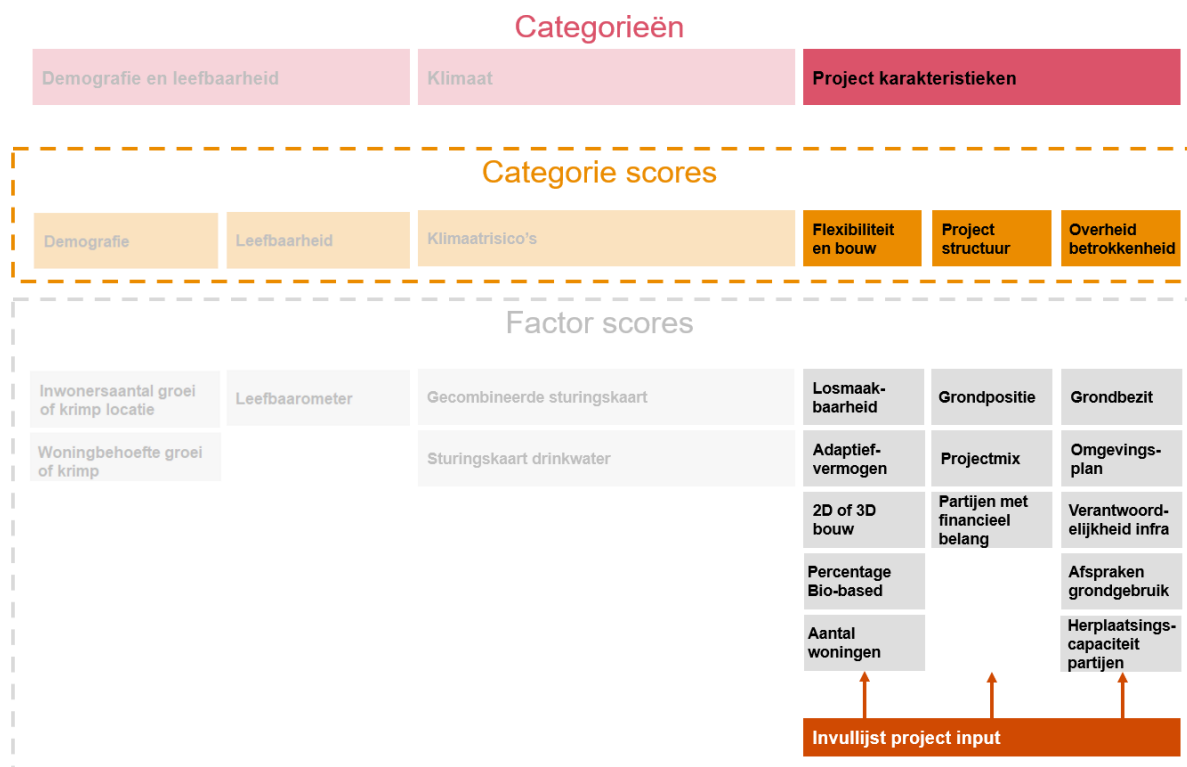 Categorieën
Demografie en leefbaarheid
Klimaat
Project karakteristieken
Categorie scores
Demografie
Leefbaarheid
Klimaatrisico's
Flexibiliteit
en bouw
Project
structuur
Overheid
betrokkenheid
Factor scores
Inwonersaantal groei
of krimp locatie
Leefbaarometer
Gecombineerde sturingskaart
Losmaak-
baarheid
Grondpositie
Grondbezit
Woningbehoefte groei
of krimp
Sturingskaart drinkwater
Adaptief-
vermogen
Projectmix
Omgevings-
plan
2D of 3D
bouw
Partijen met
financieel
belang
Verantwoord-
elijkheid infra
Percentage
Bio-based
Afspraken
grondgebruik
Aantal
woningen
Herplaatsings-
capaciteit
partijen
Invullijst project input